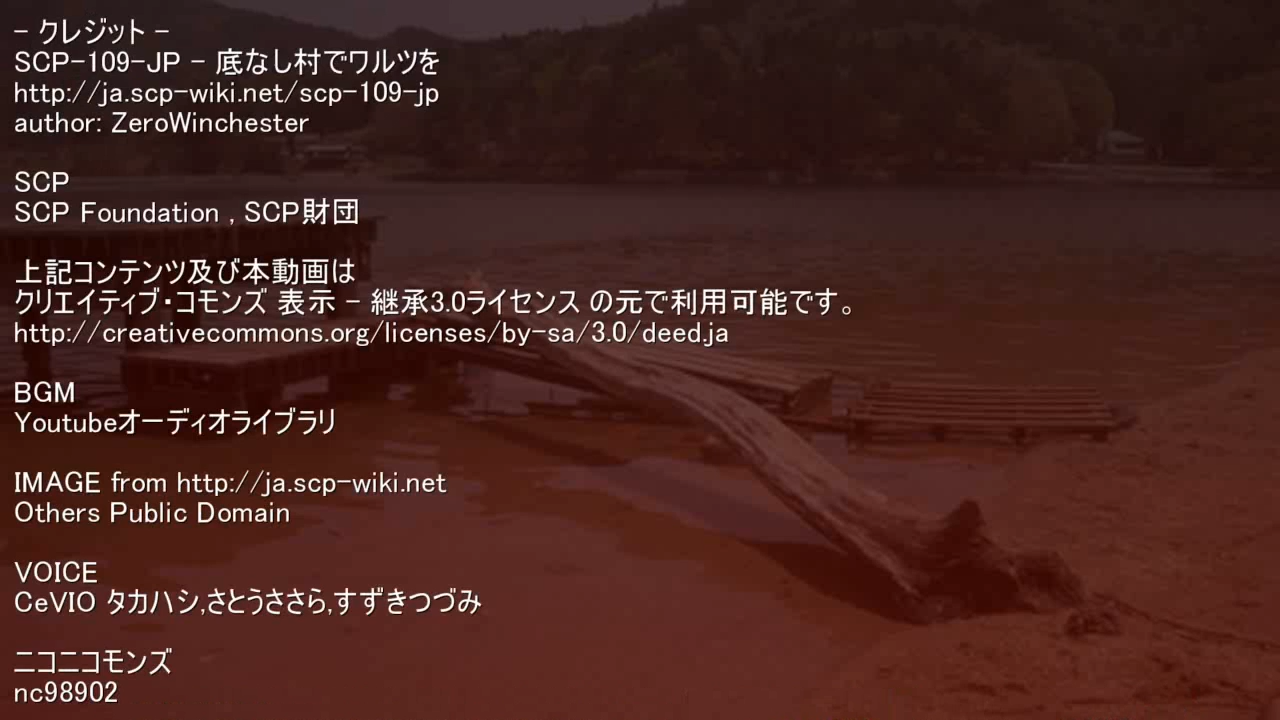 - クレジット -
SCP-109-JP - 底なし村でワルツを
http://ja.scp-wiki.net/scp-109-jp
author: ZeroWinchester
SCP
SCP Foundation , SCP財団
上記コンテンツ及び本動画は
クリエイティブ・コモンズ 表示 - 継承3.0ライセンス の元で利用可能です。
http://creativecommons.org/licenses/by-sa/3.0/deed.ja
BGM
Youtubeオーディオライブラリ
IMAGE from http://ja.scp-wiki.net
Others Public Domain
VOICE
CeVIO タカハシ,さとうささら,すずきつづみ
ニコニコモンズ
nc98902